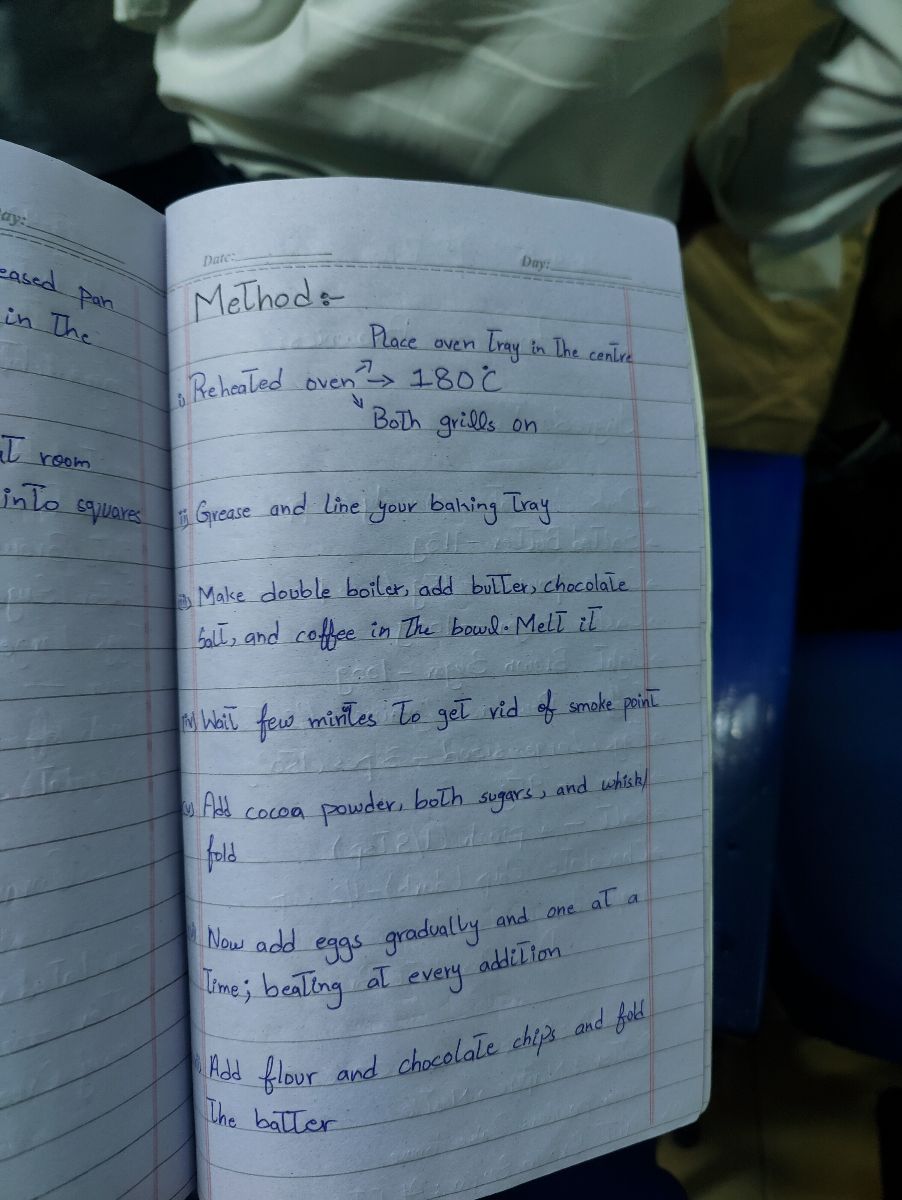 ay:
eased pan
in The
at room
into squares
Date:
Day:
Method:-
Place oven Tray in The centre
i) Reheated oven → 180°C
Both grills on
ii) Grease and line your baking Tray
iii) Make double boiler, add butter, chocolate
Salt, and coffee in The bowl. Melt it
iv) Wait few mintes To get rid of smoke point
v) Add cocoa powder, both sugars, and whisk/
fold
Now add eggs gradually and one at a
Time; beating at every addition
Add flour and chocolate chips and fold
The batter